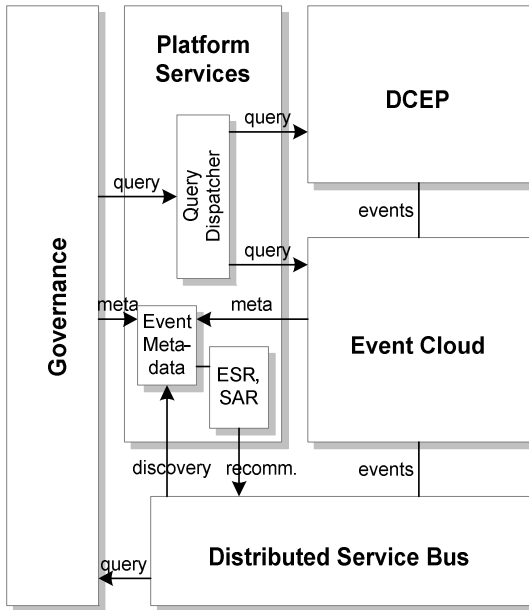 Platform
Services
DCEP
query
query
Query
Dispatcher
events
query
Governance
meta
meta
Event
Meta-
data
Event Cloud
ESR,
SAR
discovery
recomm.
events
Distributed Service Bus
query